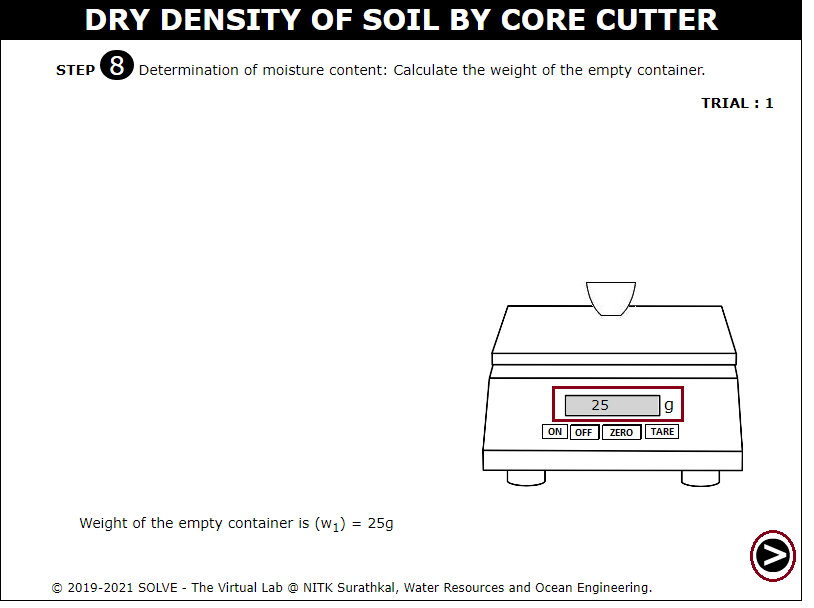 DRY DENSITY OF SOIL BY CORE CUTTER
STEP 8 Determination of moisture content: Calculate the weight of the empty container.
TRIAL : 1
25 g
ON OFF ZERO TARE
Weight of the empty container is (w1) = 25g
>
© 2019-2021 SOLVE - The Virtual Lab @ NITK Surathkal, Water Resources and Ocean Engineering.